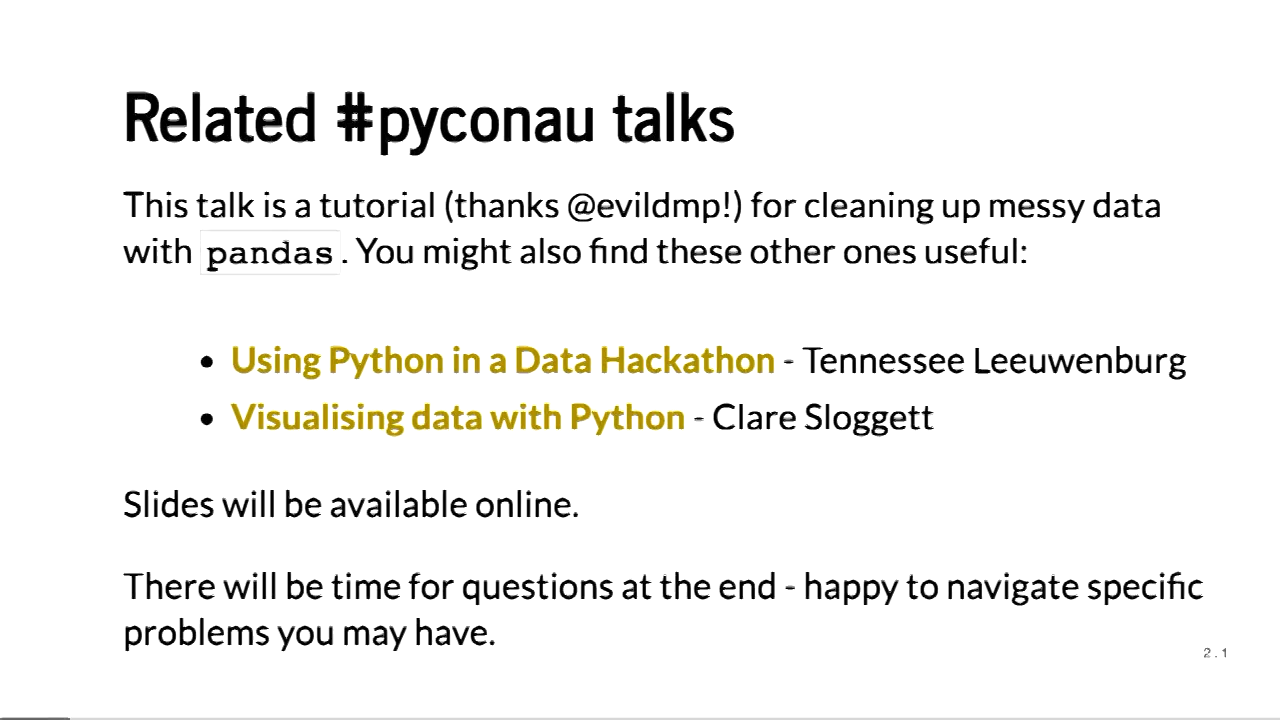 Related #pyconau talks
This talk is a tutorial (thanks @evildmp!) for cleaning up messy data
with pandas. You might also find these other ones useful:
• Using Python in a Data Hackathon - Tennessee Leeuwenburg
• Visualising data with Python - Clare Sloggett
Slides will be available online.
There will be time for questions at the end - happy to navigate specific
problems you may have.
2.1